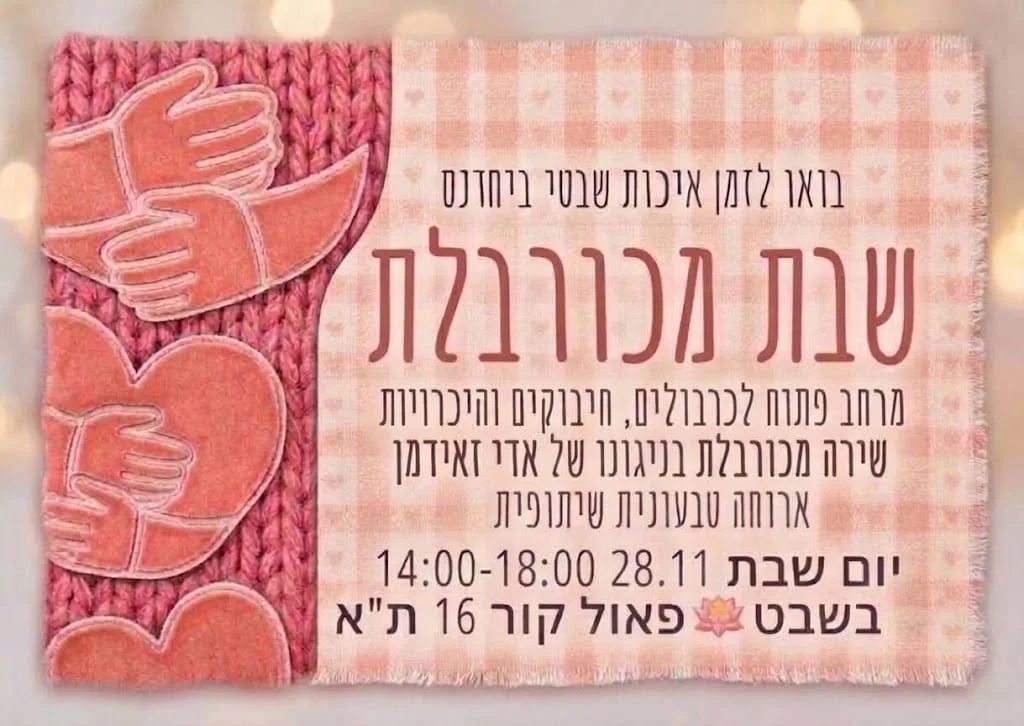 בואו לזמן איכות שבטי ביחדנס
שבת מכורבלת
מרחב פתוח לכרבולים, חיבוקים והיכרויות
שירה מכורבלת בניגונו של אדי זאידמן
ארוחה טבעונית שיתופית
יום שבת 28.11 14:00-18:00
בשבט🪷פאול קור 16 ת"א